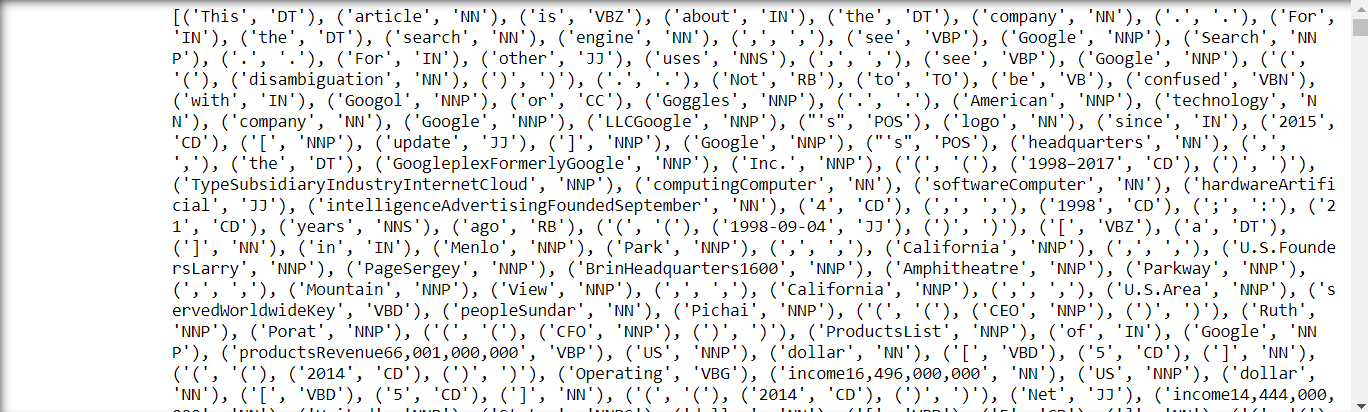 [('This', 'DT'), ('article', 'NN'), ('is', 'VBZ'), ('about', 'IN'), ('the', 'DT'), ('company', 'NN'), ('.', '.'), ('For',
'IN'), ('the', 'DT'), ('search', 'NN'), ('engine', 'NN'), (',', ','), ('see', 'VBP'), ('Google', 'NNP'), ('Search', 'NN
P'), ('.', '.'), ('For', 'IN'), ('other', 'JJ'), ('uses', 'NNS'), (',', ','), ('see', 'VBP'), ('Google', 'NNP'), ('(',
'('), ('disambiguation', 'NN'), (')', ')'), ('.', '.'), ('Not', 'RB'), ('to', 'TO'), ('be', 'VB'), ('confused', 'VBN'),
('with', 'IN'), ('Googol', 'NNP'), ('or', 'CC'), ('Goggles', 'NNP'), ('.', '.'), ('American', 'NNP'), ('technology', 'N
N'), ('company', 'NN'), ('Google', 'NNP'), ('LLCGoogle', 'NNP'), ("'s", 'POS'), ('logo', 'NN'), ('since', 'IN'), ('2015',
'CD'), ('[', 'NNP'), ('update', 'JJ'), (']', 'NNP'), ('Google', 'NNP'), ("'s", 'POS'), ('headquarters', 'NN'), (',',
','), ('the', 'DT'), ('GoogleplexFormerlyGoogle', 'NNP'), ('Inc.', 'NNP'), ('(', '('), ('1998–2017', 'CD'), (')', ')'),
('TypeSubsidiaryIndustryInternetCloud', 'NNP'), ('computingComputer', 'NN'), ('softwareComputer', 'NN'), ('hardwareArtifi
cial', 'JJ'), ('intelligenceAdvertisingFoundedSeptember', 'NN'), ('4', 'CD'), (',', ','), ('1998', 'CD'), (';', ':'), ('2
1', 'CD'), ('years', 'NNS'), ('ago', 'RB'), ('(', '('), ('1998-09-04', 'JJ'), (')', ')'), ('[', 'VBZ'), ('a', 'DT'),
(']', 'NN'), ('in', 'IN'), ('Menlo', 'NNP'), ('Park', 'NNP'), (',', ','), ('California', 'NNP'), (',', ','), ('U.S.Founde
rsLarry', 'NNP'), ('PageSergey', 'NNP'), ('BrinHeadquarters1600', 'NNP'), ('Amphitheatre', 'NNP'), ('Parkway', 'NNP'),
(',', ','), ('Mountain', 'NNP'), ('View', 'NNP'), (',', ','), ('California', 'NNP'), (',', ','), ('U.S.Area', 'NNP'), ('s
ervedWorldwideKey', 'VBD'), ('peopleSundar', 'NN'), ('Pichai', 'NNP'), ('(', '('), ('CEO', 'NNP'), (')', ')'), ('Ruth',
'NNP'), ('Porat', 'NNP'), ('(', '('), ('CFO', 'NNP'), (')', ')'), ('ProductsList', 'NNP'), ('of', 'IN'), ('Google', 'NN
P'), ('productsRevenue66,001,000,000', 'VBP'), ('US', 'NNP'), ('dollar', 'NN'), ('[', 'VBD'), ('5', 'CD'), (']', 'NN'),
('(', '('), ('2014', 'CD'), (')', ')'), ('Operating', 'VBG'), ('income16,496,000,000', 'NN'), ('US', 'NNP'), ('dollar',
'NN'), ('[', 'VBD'), ('5', 'CD'), (']', 'NN'), ('(', '('), ('2014', 'CD'), (')', ')'), ('Net', 'JJ'), ('income14,444,000,